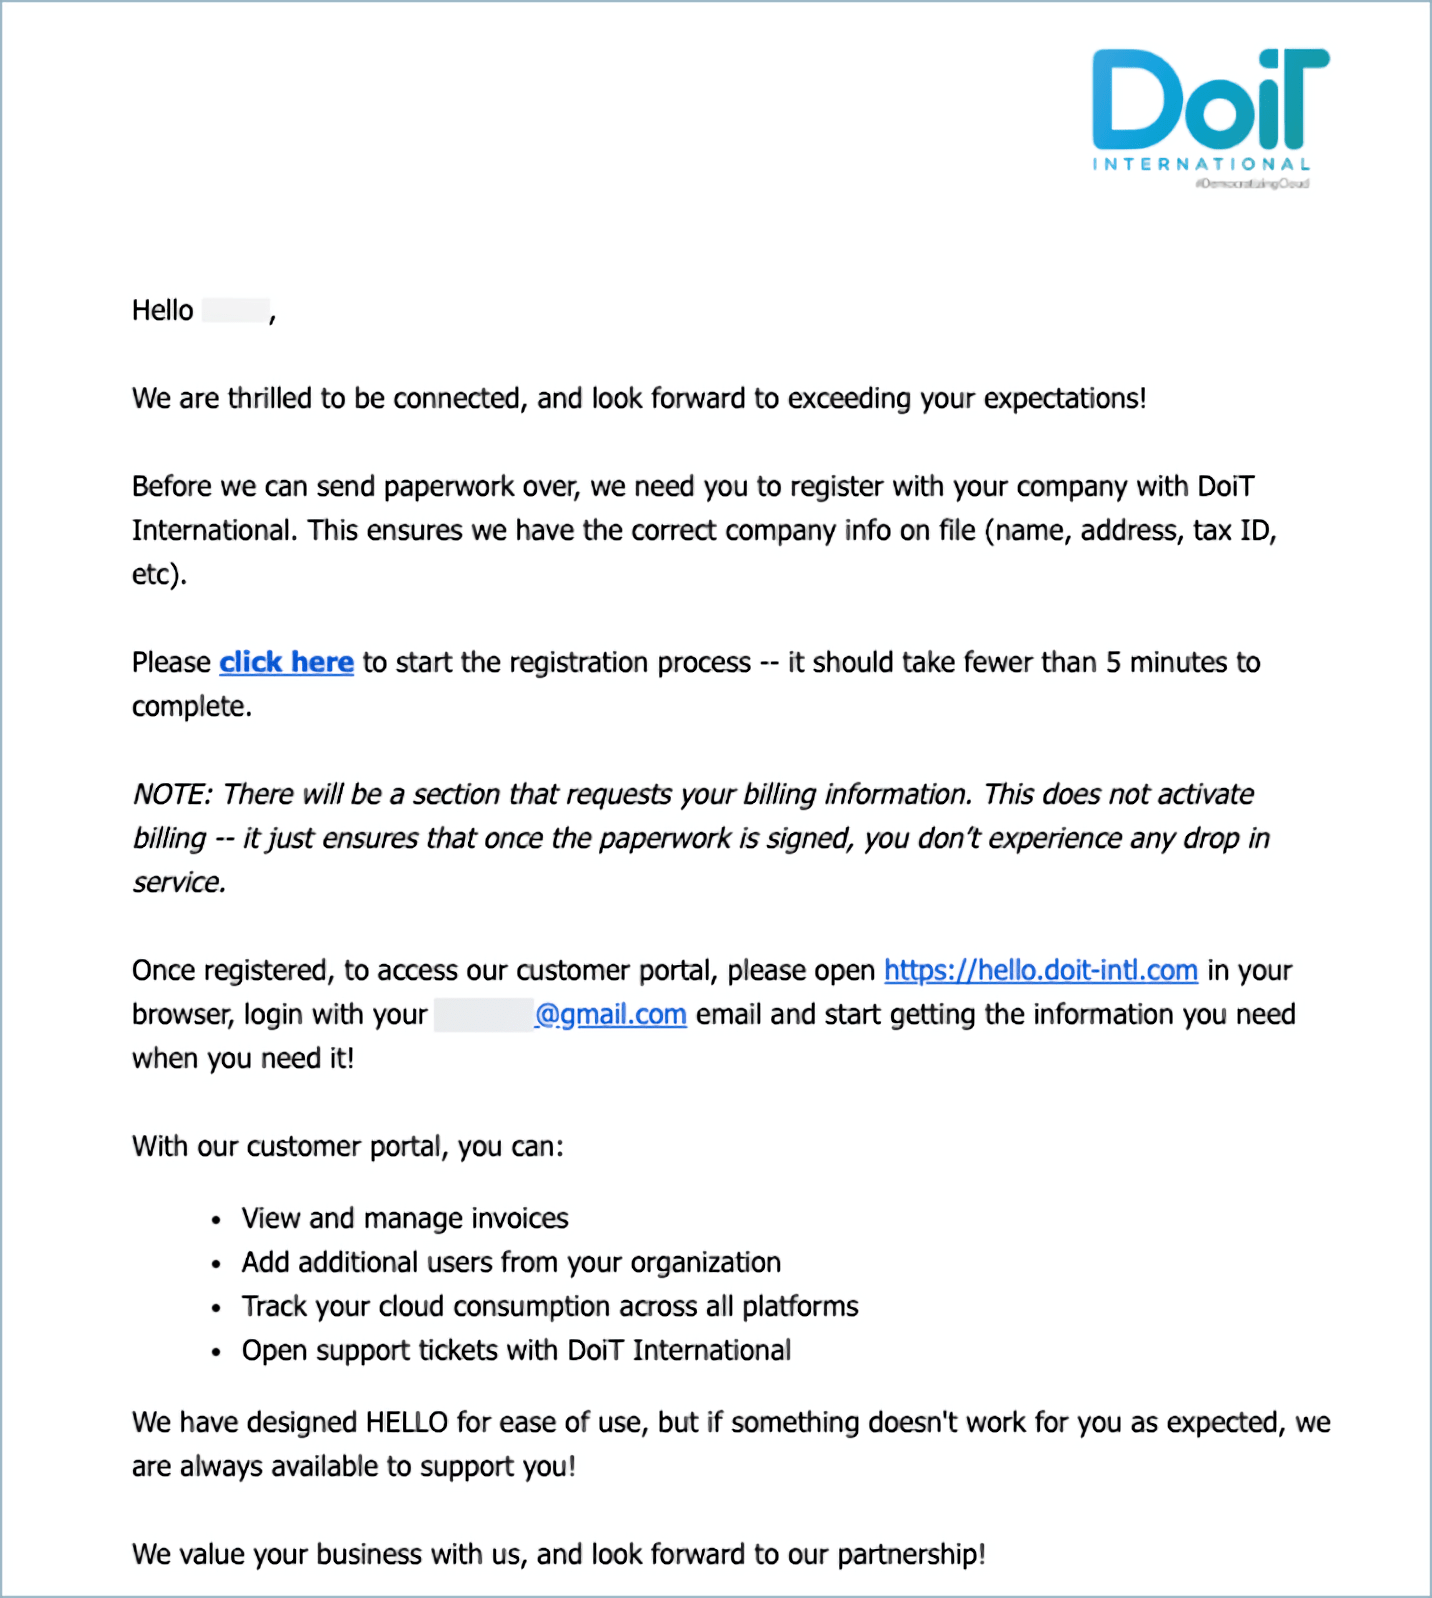 DoiT
INTERNATIONAL
#DemocratizingCloud
Hello ,
We are thrilled to be connected, and look forward to exceeding your expectations!
Before we can send paperwork over, we need you to register with your company with DoiT
International. This ensures we have the correct company info on file (name, address, tax ID,
etc).
Please click here to start the registration process -- it should take fewer than 5 minutes to
complete.
NOTE: There will be a section that requests your billing information. This does not activate
billing -- it just ensures that once the paperwork is signed, you don’t experience any drop in
service.
Once registered, to access our customer portal, please open https://hello.doit-intl.com in your
browser, login with your @gmail.com email and start getting the information you need
when you need it!
With our customer portal, you can:
• View and manage invoices
• Add additional users from your organization
• Track your cloud consumption across all platforms
• Open support tickets with DoiT International
We have designed HELLO for ease of use, but if something doesn't work for you as expected, we
are always available to support you!
We value your business with us, and look forward to our partnership!